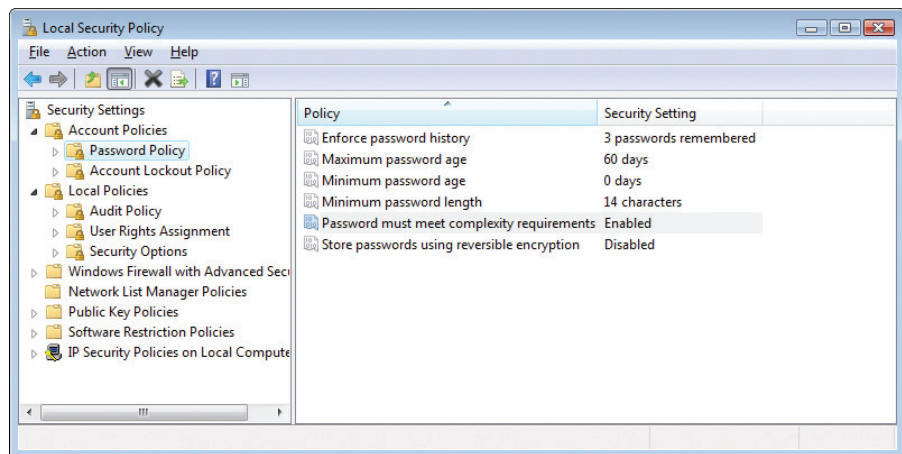 Local Security Policy
File Action View Help
Security Settings
Account Policies
Password Policy
Account Lockout Policy
Local Policies
Audit Policy
User Rights Assignment
Security Options
Windows Firewall with Advanced Secu
Network List Manager Policies
Public Key Policies
Software Restriction Policies
IP Security Policies on Local Compute
Policy Security Setting
Enforce password history 3 passwords remembered
Maximum password age 60 days
Minimum password age 0 days
Minimum password length 14 characters
Password must meet complexity requirements Enabled
Store passwords using reversible encryption Disabled